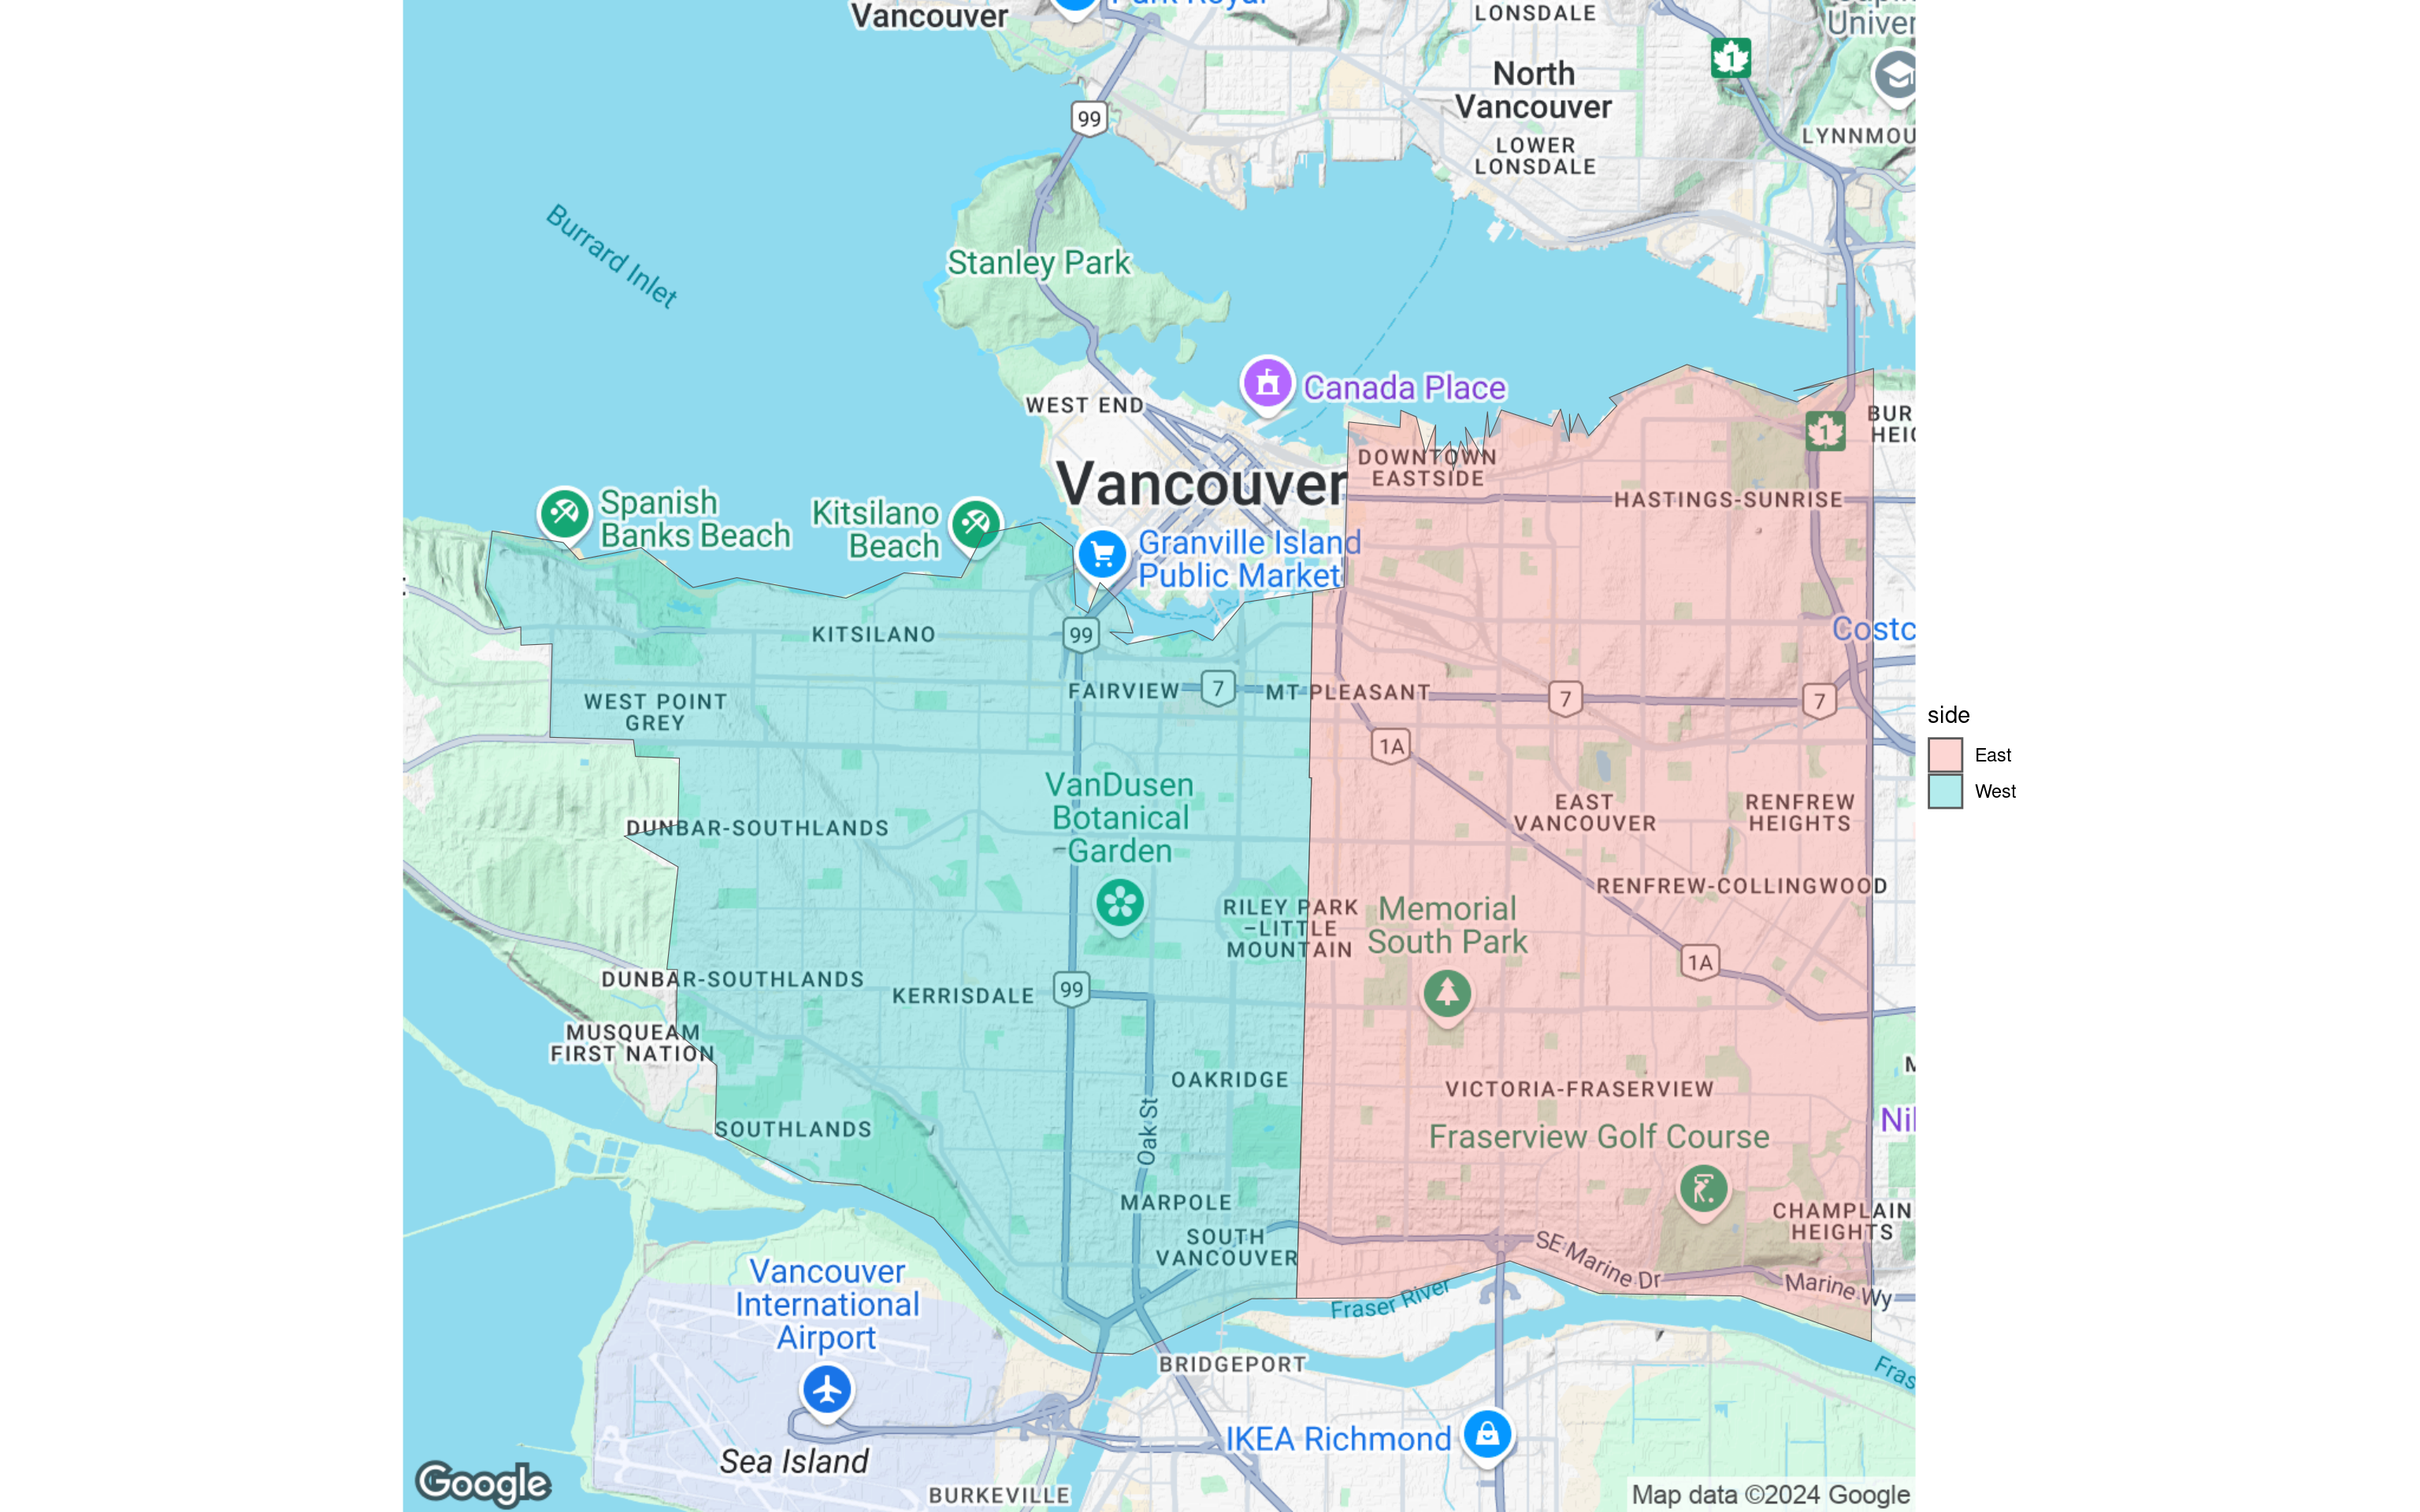 Vancouver
Park Royal
LONSDALE
Univer
99
1
North
Vancouver
LYNNMOU
LOWER
LONSDALE
Burrard Inlet
Stanley Park
Canada Place
WEST END
BUR
HEIG
1
Vancouver
DOWNTOWN
EASTSIDE
HASTINGS-SUNRISE
Spanish
Banks Beach
Kitsilano
Beach
Granville Island
Public Market
KITSILANO
99
Costc
WEST POINT
GREY
FAIRVIEW
7
MT-PLEASANT
7
7
side
East
West
1A
VanDusen
Botanical
Garden
EAST
VANCOUVER
RENFREW
HEIGHTS
DUNBAR-SOUTHLANDS
RENFREW-COLLINGWOOD
RILEY PARK
–LITTLE
MOUNTAIN
Memorial
South Park
1A
DUNBAR-SOUTHLANDS
KERRISDALE
99
MUSQUEAM
FIRST NATION
M
OAKRIDGE
VICTORIA-FRASERVIEW
SOUTHLANDS
Oak St
Nil
Fraserview Golf Course
MARPOLE
CHAMPLAIN
HEIGHTS
SOUTH
VANCOUVER
SE Marine Dr
Marine Wy
Vancouver
International
Airport
Fraser River
BRIDGEPORT
Fras
IKEA Richmond
Sea Island
Google
BURKEVILLE
Map data ©2024 Google